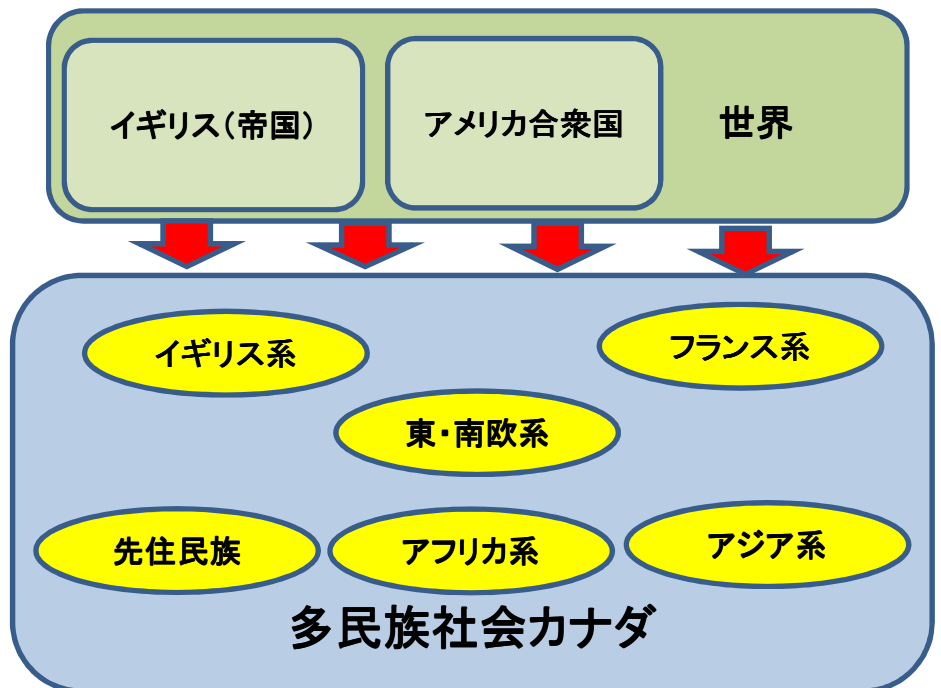 イギリス（帝国）
アメリカ合衆国
世界
イギリス系
フランス系
東・南欧系
先住民族
アフリカ系
アジア系
多民族社会カナダ